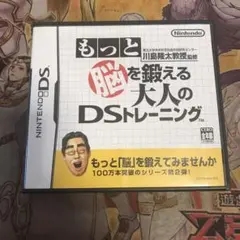 Nintendo
もっと
川島隆太教授監修
脳を鍛える
大人の
DSトレーニング
NINTENDO DS
もっと「脳」を鍛えてみませんか
100万本突破のシリーズ第2弾!